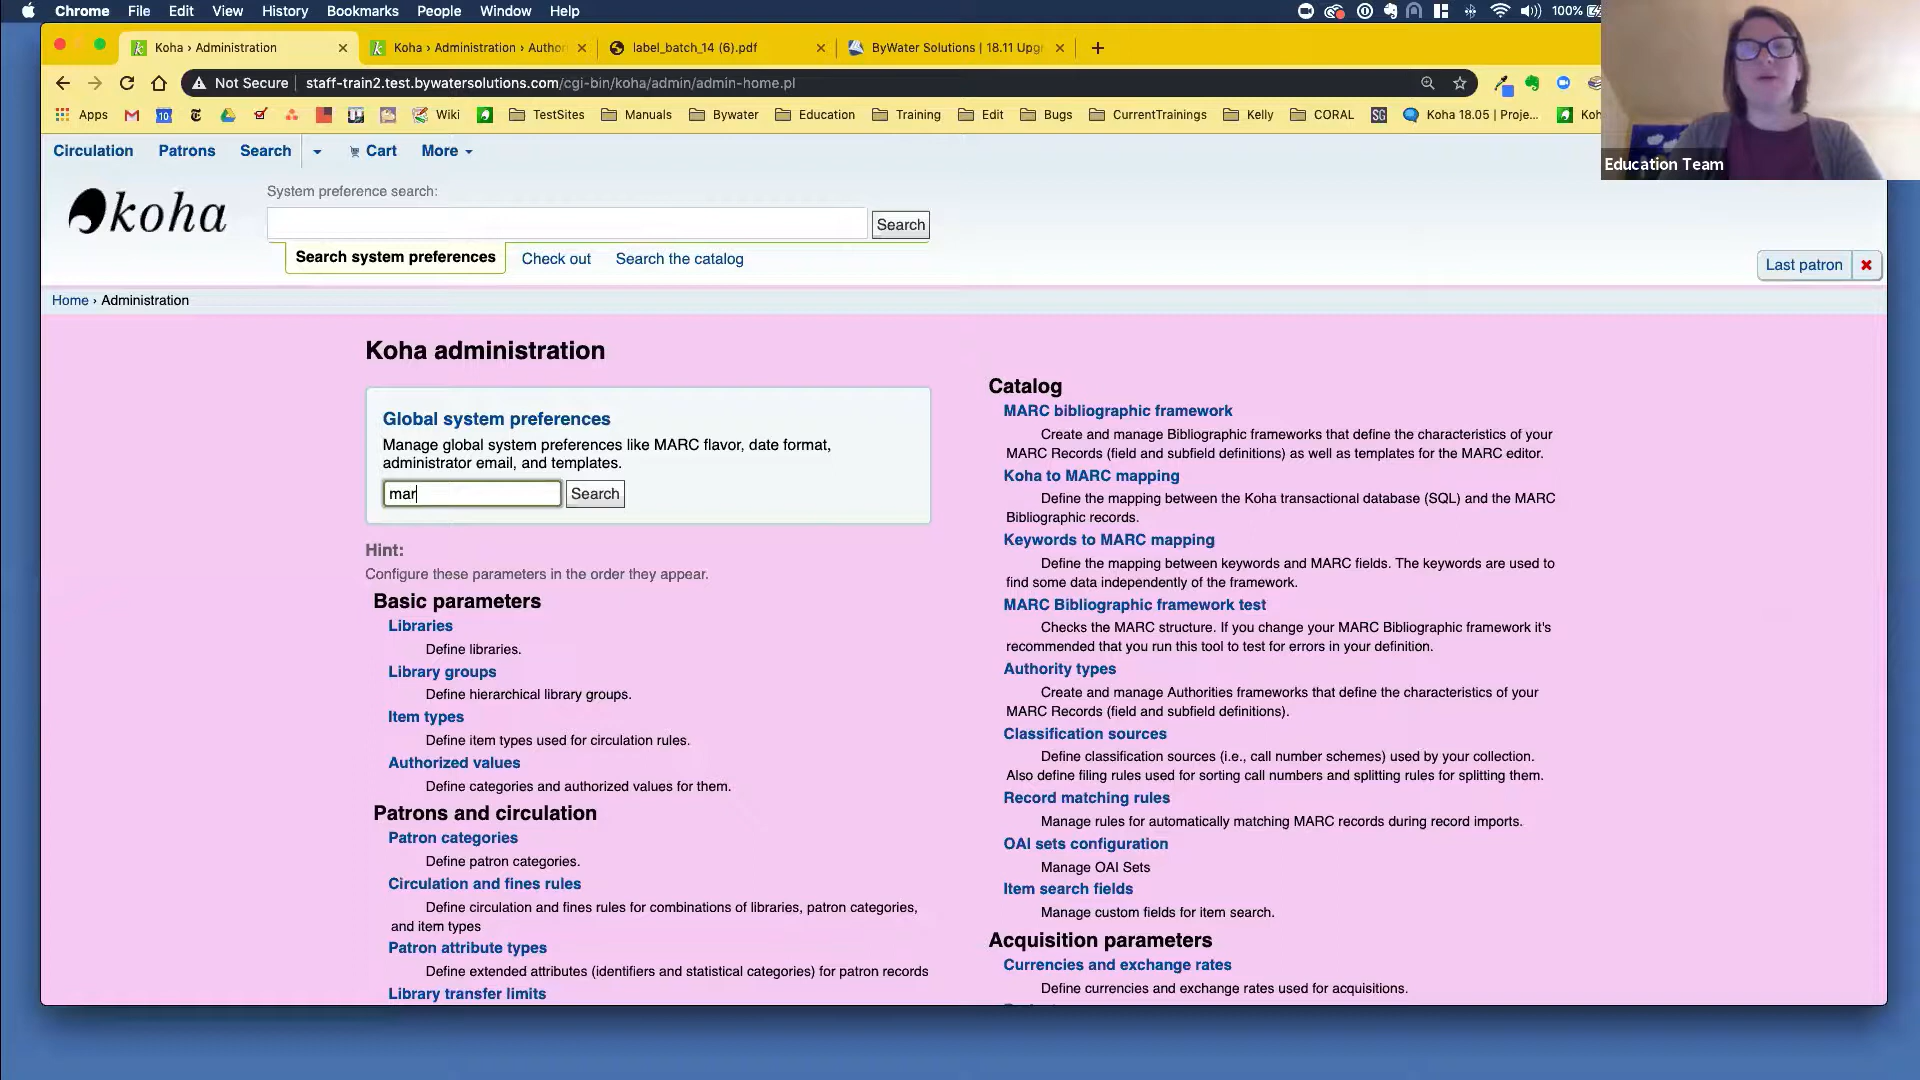 Chrome File Edit View History Bookmarks People Window Help 100%
Koha › Administration
Koha › Administration › Author
label_batch_14 (6).pdf
ByWater Solutions | 18.11 Upg
Not Secure staff-train2.test.bywatersolutions.com/cgi-bin/koha/admin/admin-home.pl
Apps 10 Wiki TestSites Manuals Bywater Education Training Edit Bugs CurrentTrainings Kelly CORAL SG Koha 18.05 | Proje... Koh
Education Team
Circulation Patrons Search Cart More
koha
System preference search:
Search
Search system preferences Check out Search the catalog
Last patron
Home › Administration
Koha administration
Global system preferences
Manage global system preferences like MARC flavor, date format,
administrator email, and templates.
mar Search
Hint:
Configure these parameters in the order they appear.
Basic parameters
Libraries
Define libraries.
Library groups
Define hierarchical library groups.
Item types
Define item types used for circulation rules.
Authorized values
Define categories and authorized values for them.
Patrons and circulation
Patron categories
Define patron categories.
Circulation and fines rules
Define circulation and fines rules for combinations of libraries, patron categories,
and item types
Patron attribute types
Define extended attributes (identifiers and statistical categories) for patron records
Library transfer limits
Catalog
MARC bibliographic framework
Create and manage Bibliographic frameworks that define the characteristics of your
MARC Records (field and subfield definitions) as well as templates for the MARC editor.
Koha to MARC mapping
Define the mapping between the Koha transactional database (SQL) and the MARC
Bibliographic records.
Keywords to MARC mapping
Define the mapping between keywords and MARC fields. The keywords are used to
find some data independently of the framework.
MARC Bibliographic framework test
Checks the MARC structure. If you change your MARC Bibliographic framework it's
recommended that you run this tool to test for errors in your definition.
Authority types
Create and manage Authorities frameworks that define the characteristics of your
MARC Records (field and subfield definitions).
Classification sources
Define classification sources (i.e., call number schemes) used by your collection.
Also define filing rules used for sorting call numbers and splitting rules for splitting them.
Record matching rules
Manage rules for automatically matching MARC records during record imports.
OAI sets configuration
Manage OAI Sets
Item search fields
Manage custom fields for item search.
Acquisition parameters
Currencies and exchange rates
Define currencies and exchange rates used for acquisitions.